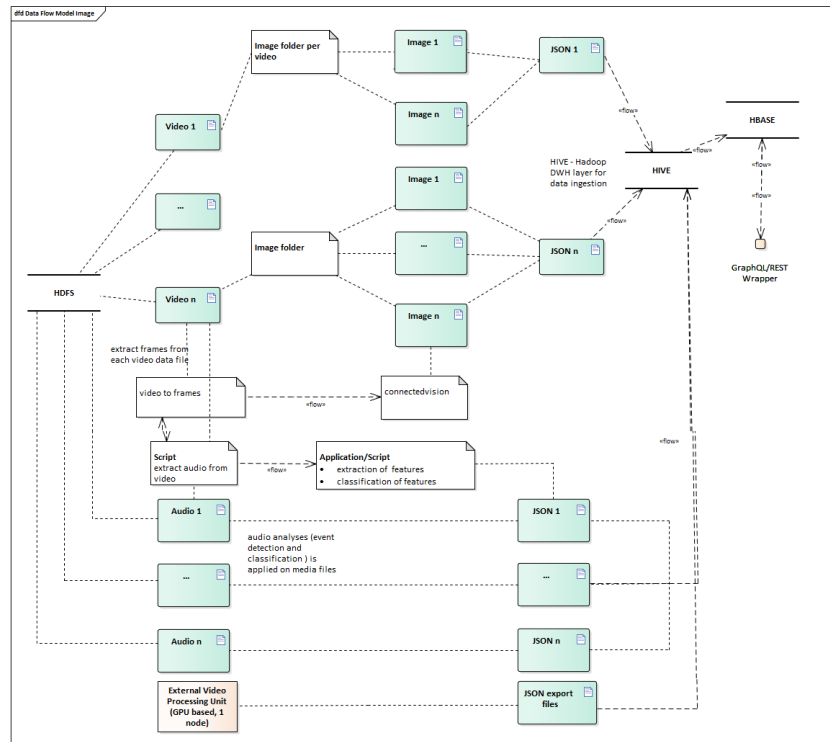 dfd Data Flow Model Image
Image folder per
video
Image 1
JSON 1
Image n
Video 1
«flow»
HBASE
«flow»
HIVE - Hadoop
DWH layer for
data ingestion
HIVE
«flow»
«flow»
Image 1
...
Image folder
...
JSON n
«flow»
GraphQL/REST
Wrapper
HDFS
Video n
Image n
extract frames from
each video data file
video to frames
«flow»
connectedvision
Script
extract audio from
video
«flow»
Application/Script
• extraction of features
• classification of features
«flow»
Audio 1
JSON 1
audio analyses (event
detection and
classification ) is
applied on media files
...
...
Audio n
JSON n
External Video
Processing Unit
(GPU based, 1
node)
JSON export
files